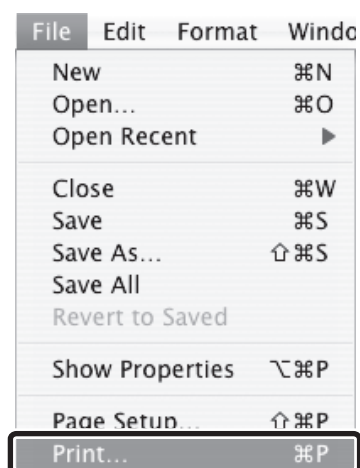 File Edit Format Windo
New ⌘N
Open... ⌘O
Open Recent ▶
Close ⌘W
Save ⌘S
Save As... ⇧⌘S
Save All
Revert to Saved
Show Properties ⌥⌘P
Page Setup... ⇧⌘P
Print... ⌘P